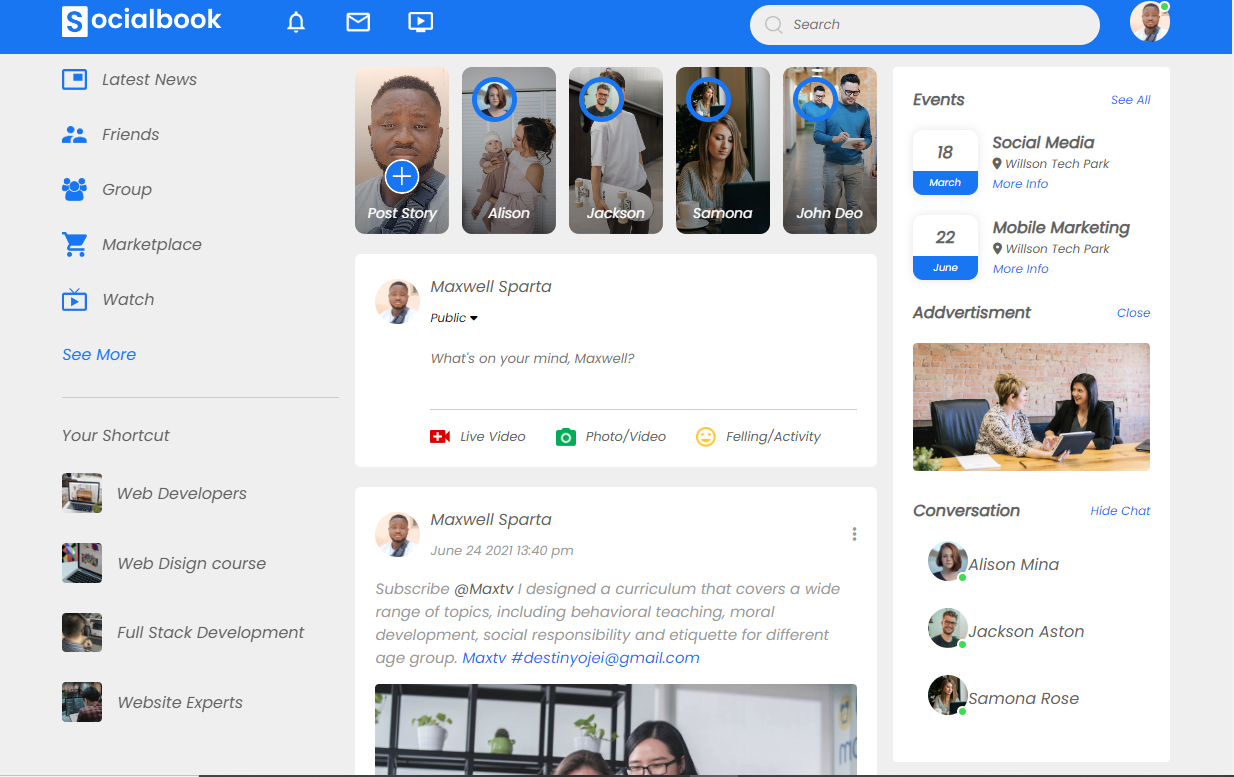 Socialbook
Search
Latest News
Friends
Group
Marketplace
Watch
See More
Your Shortcut
Web Developers
Web Disign course
Full Stack Development
Website Experts
Post Story
Alison
Jackson
Samona
John Deo
Maxwell Sparta
Public
What's on your mind, Maxwell?
Live Video
Photo/Video
Felling/Activity
Maxwell Sparta
June 24 2021 13:40 pm
Subscribe @Maxtv I designed a curriculum that covers a wide
range of topics, including behavioral teaching, moral
development, social responsibility and etiquette for different
age group. Maxtv #destinyojei@gmail.com
Events
See All
18
March
Social Media
Willson Tech Park
More Info
22
June
Mobile Marketing
Willson Tech Park
More Info
Addvertisment
Close
Conversation
Hide Chat
Alison Mina
Jackson Aston
Samona Rose